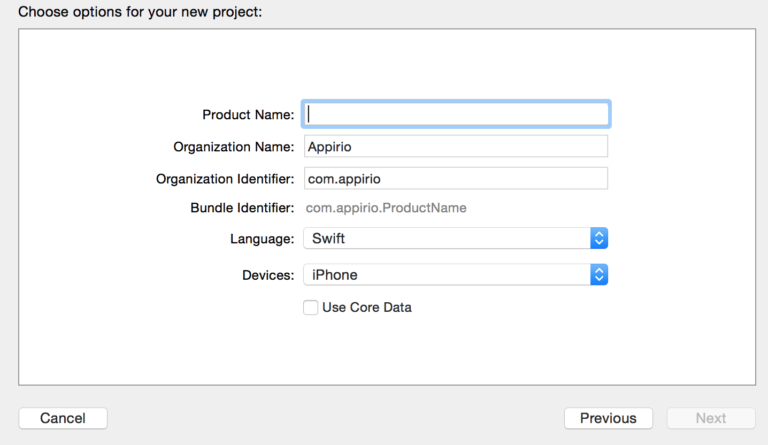 Choose options for your new project:
Product Name:
Organization Name: Appirio
Organization Identifier: com.appirio
Bundle Identifier: com.appirio.ProductName
Language: Swift
Devices: iPhone
Use Core Data
Cancel Previous Next